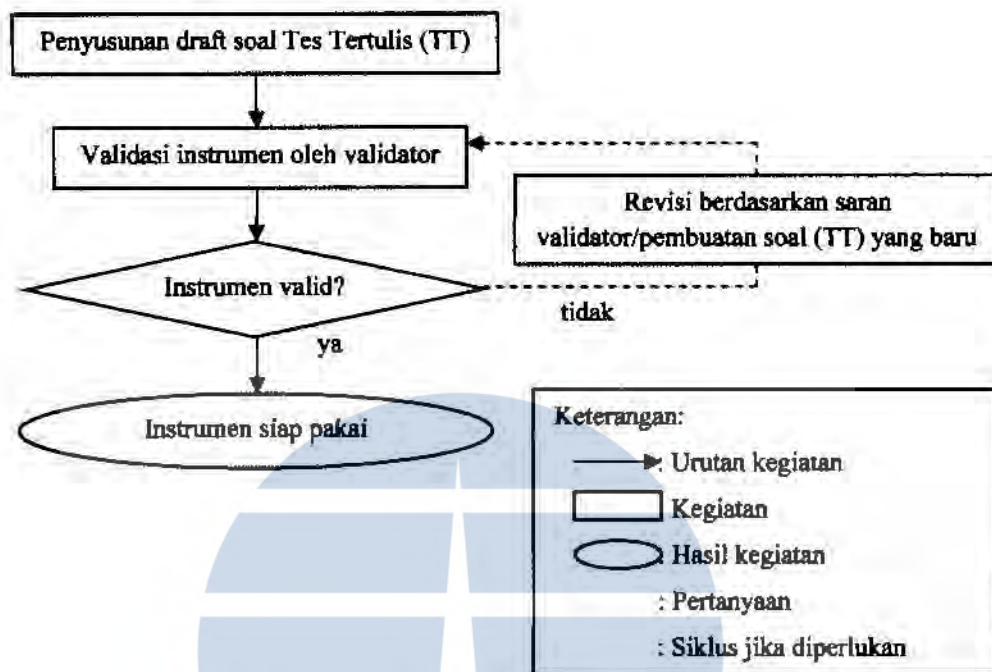 Penyusunan draft soal Tes Tertulis (TT)
Validasi instrumen oleh validator
Revisi berdasarkan saran
validator/pembuatan soal (TT) yang baru
Instrumen valid?
tidak
ya
Instrumen siap pakai
Keterangan:
: Urutan kegiatan
Kegiatan
Hasil kegiatan
: Pertanyaan
: Siklus jika diperlukan